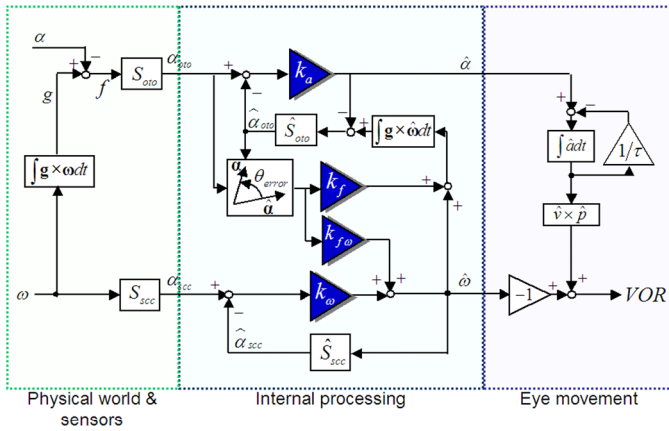 α
−
α_oto
α̂
+
−
g
f
S_oto
+
k_a
−
α̂_oto
Ŝ_oto
−
+
∫g×ω̂dt
+
−
∫âdt
1/τ
∫g×ωdt
α
θ_error
α̂
k_f
+
+
v̂×p̂
k_fω
ω
S_scc
α_scc
+
−
k_ω
+
+
ω̂
−1
+
+
VOR
α̂_scc
Ŝ_scc
Physical world &
sensors
Internal processing
Eye movement